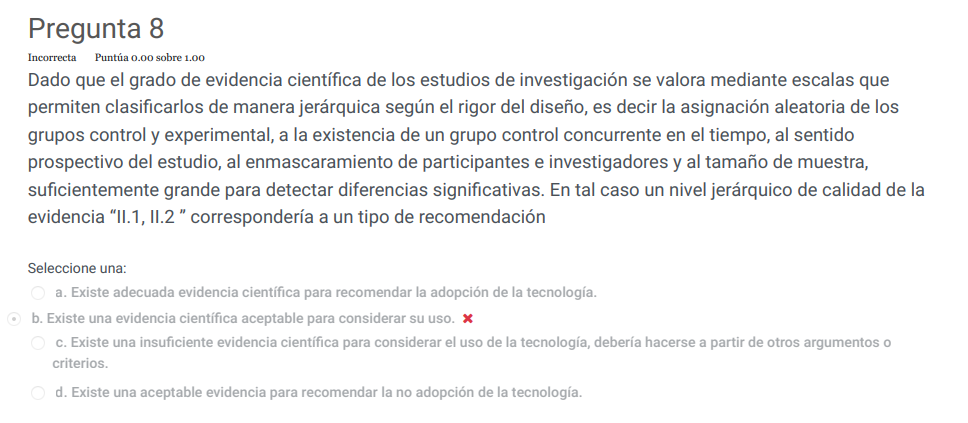 Pregunta 8
Incorrecta Puntúa 0.00 sobre 1.00
Dado que el grado de evidencia científica de los estudios de investigación se valora mediante escalas que
permiten clasificarlos de manera jerárquica según el rigor del diseño, es decir la asignación aleatoria de los
grupos control y experimental, a la existencia de un grupo control concurrente en el tiempo, al sentido
prospectivo del estudio, al enmascaramiento de participantes e investigadores y al tamaño de muestra,
suficientemente grande para detectar diferencias significativas. En tal caso un nivel jerárquico de calidad de la
evidencia “II.1, II.2 ” correspondería a un tipo de recomendación
Seleccione una:
a. Existe adecuada evidencia científica para recomendar la adopción de la tecnología.
b. Existe una evidencia científica aceptable para considerar su uso.
c. Existe una insuficiente evidencia científica para considerar el uso de la tecnología, debería hacerse a partir de otros argumentos o
criterios.
d. Existe una aceptable evidencia para recomendar la no adopción de la tecnología.